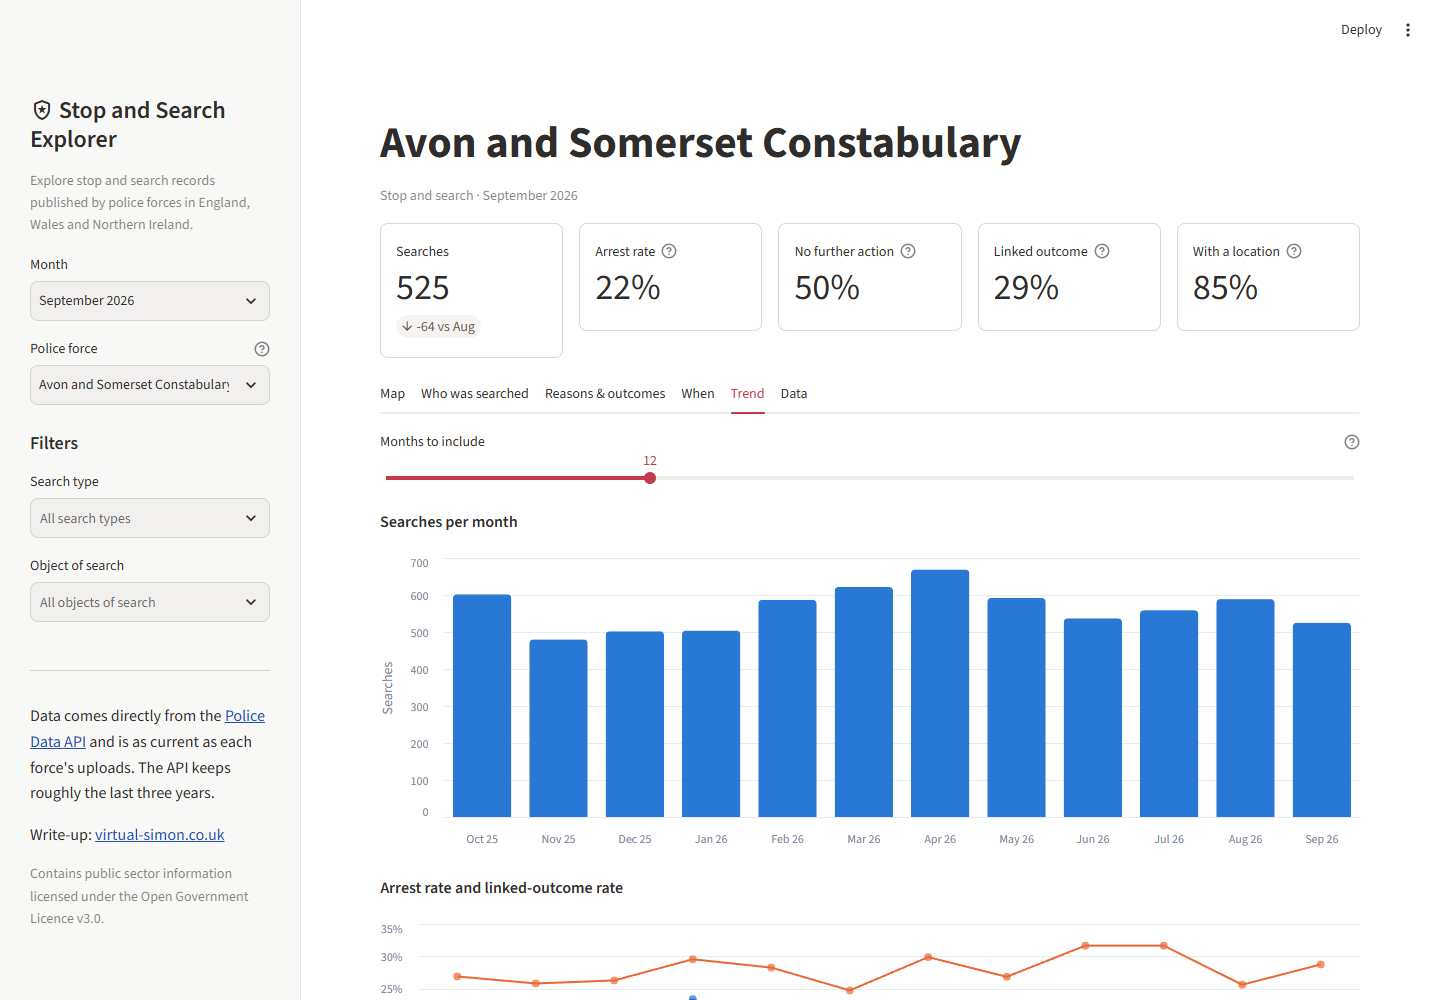 Deploy
Stop and Search
Explorer
Explore stop and search records
published by police forces in England,
Wales and Northern Ireland.
Month
September 2026
Police force
Avon and Somerset Constabulary
Filters
Search type
All search types
Object of search
All objects of search
Data comes directly from the Police
Data API and is as current as each
force's uploads. The API keeps
roughly the last three years.
Write-up: virtual-simon.co.uk
Contains public sector information
licensed under the Open Government
Licence v3.0.
Avon and Somerset Constabulary
Stop and search · September 2026
Searches
525
-64 vs Aug
Arrest rate
22%
No further action
50%
Linked outcome
29%
With a location
85%
Map Who was searched Reasons & outcomes When Trend Data
Months to include
12
Searches per month
700
600
500
400
300
200
100
0
Searches
Oct 25 Nov 25 Dec 25 Jan 26 Feb 26 Mar 26 Apr 26 May 26 Jun 26 Jul 26 Aug 26 Sep 26
Arrest rate and linked-outcome rate
35%
30%
25%